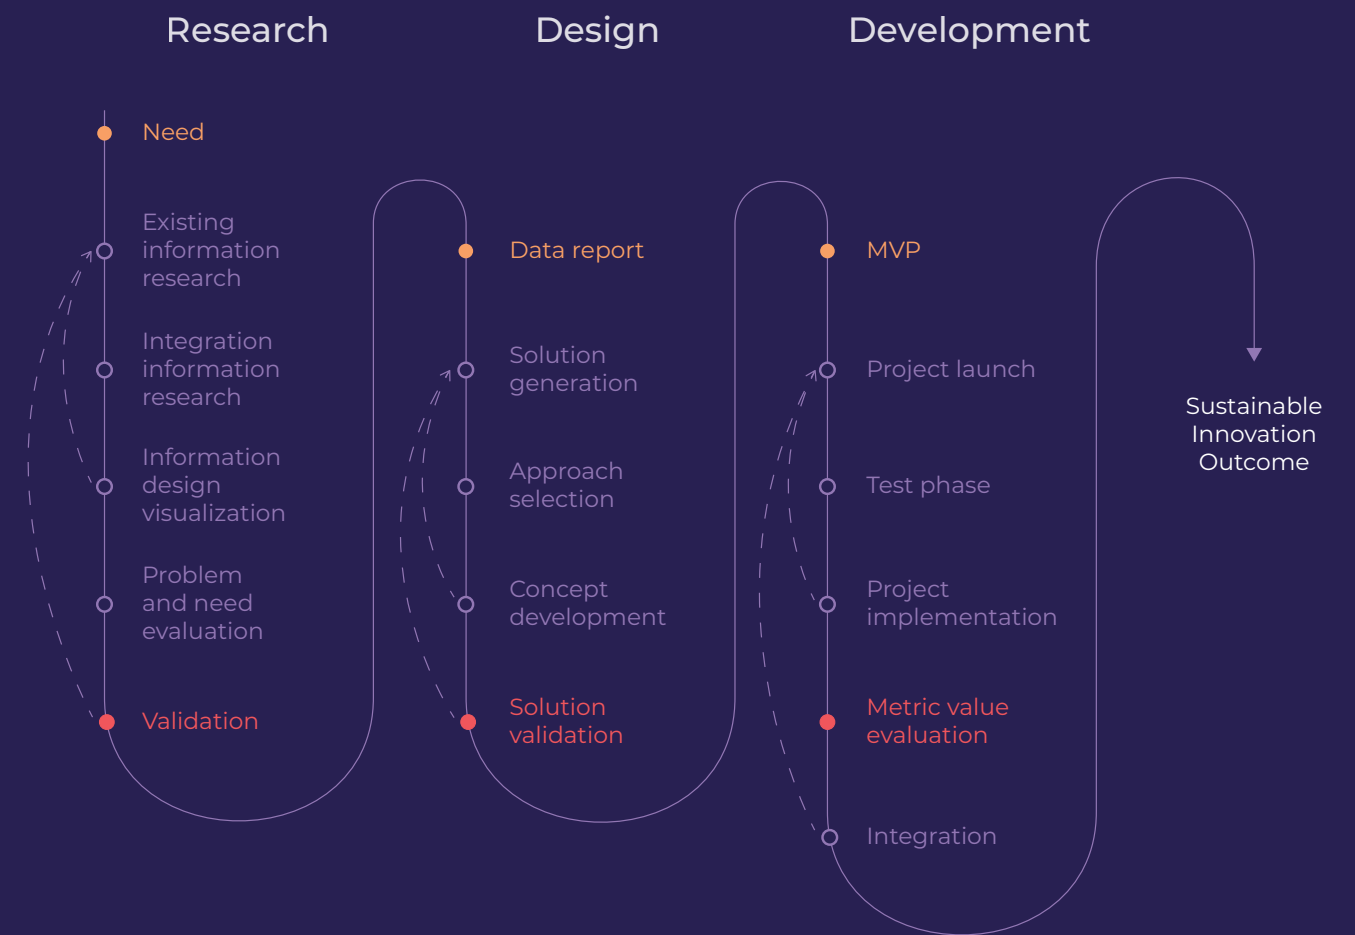 Research
Design
Development
Need
Existing
information
research
Integration
information
research
Information
design
visualization
Problem
and need
evaluation
Validation
Data report
Solution
generation
Approach
selection
Concept
development
Solution
validation
MVP
Project launch
Test phase
Project
implementation
Metric value
evaluation
Integration
Sustainable
Innovation
Outcome